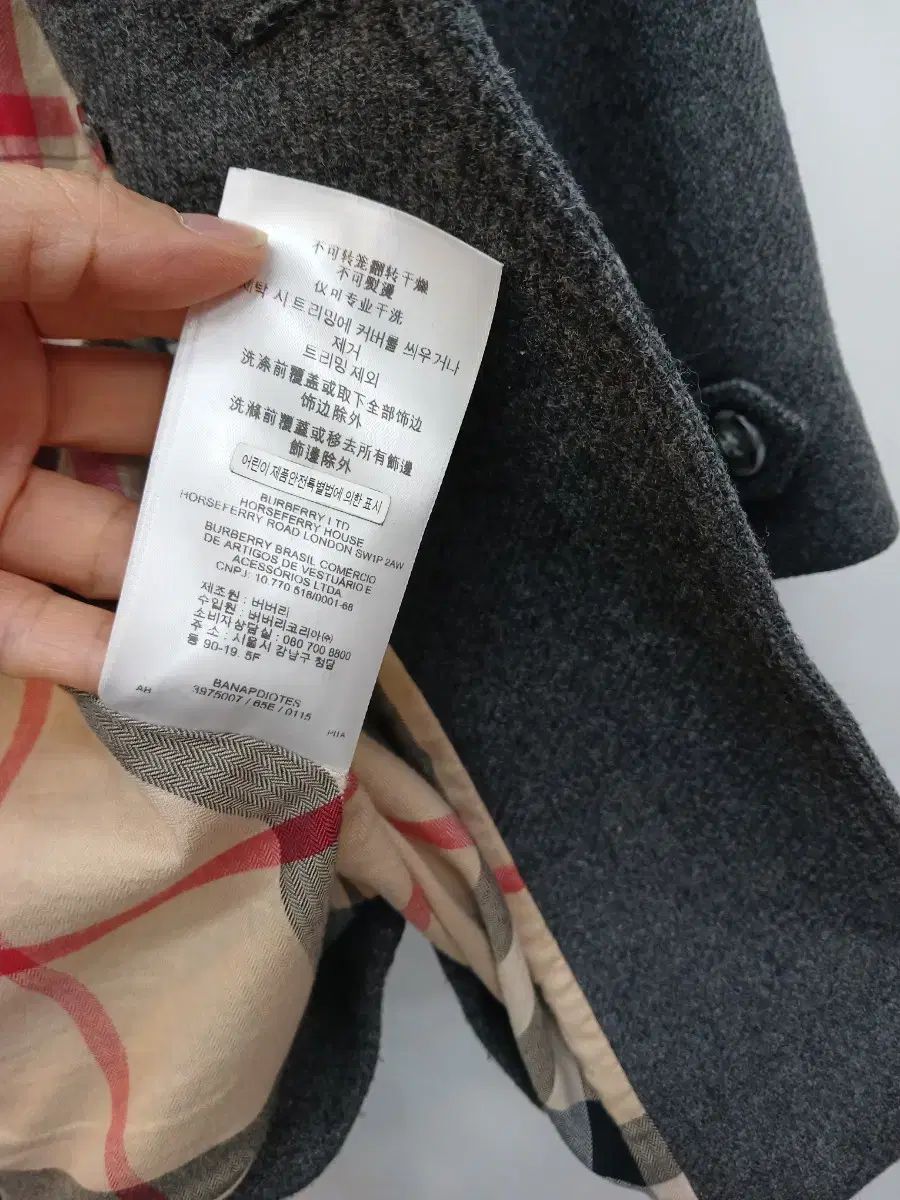 不可转笼翻转干燥
不可熨烫
仅可专业干洗
세탁 시 트리밍에 커버를 씌우거나
제거
트리밍 제외
洗涤前覆盖或取下全部饰边
饰边除外
洗滌前覆蓋或移去所有飾邊
飾邊除外
어린이제품안전특별법에 의한 표시
BURBERRY LTD
HORSEFERRY HOUSE
HORSEFERRY ROAD LONDON SW1P 2AW
BURBERRY BRASIL COMÉRCIO
DE ARTIGOS DE VESTUÁRIO E
ACESSÓRIOS LTDA
CNPJ: 10.770 518/0001-66
제조원 : 버버리
수입원 : 버버리코리아㈜
소비자상담실 : 080 700 8800
주 소 : 서울시 강남구 청담
동 90-19 5F
AH
BANAPDIOTES
3975007 / 65E / 0115